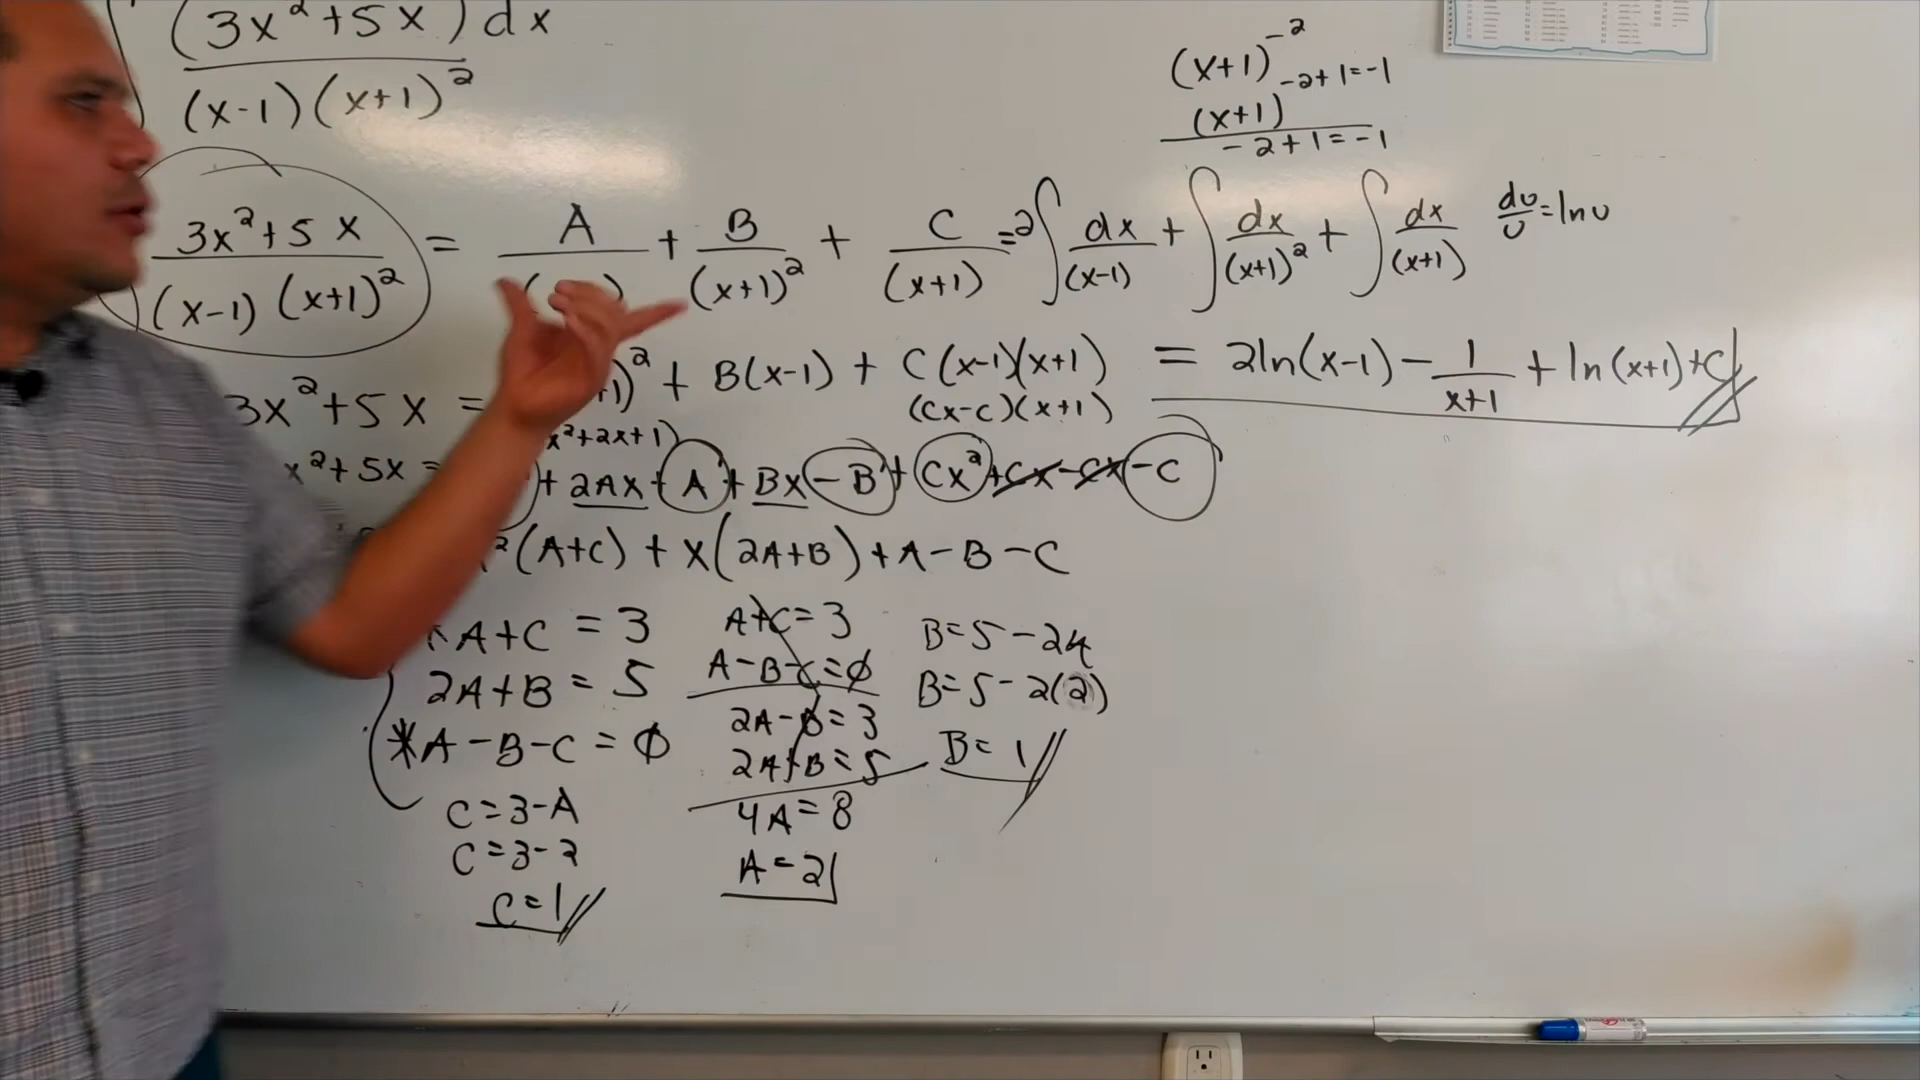 (3x²+5x)dx
(x-1)(x+1)²
(x+1)⁻²
-2+1=-1
(x+1)
-2+1=-1
3x²+5x
(x-1)(x+1)²
= A + B/(x+1)² + C/(x+1) =2∫dx/(x-1) + ∫dx/(x+1)² + ∫dx/(x+1)
du/u=lnu
3x²+5x = )² + B(x-1) + C(x-1)(x+1)
(Cx-C)(x+1)
= 2ln(x-1) - 1/(x+1) + ln(x+1)+C
x²+2x+1)
x²+5x = + 2Ax + A + Bx - B + Cx² + Cx - Cx - C
²(A+C) + x(2A+B) + A-B-C
A+C = 3
2A+B = 5
*A-B-C = ∅
C=3-A
C=3-2
C=1
A+C=3
A-B-C=∅
2A-B=3
2A+B=5
4A=8
A=2
B=5-2A
B=5-2(2)
B=1